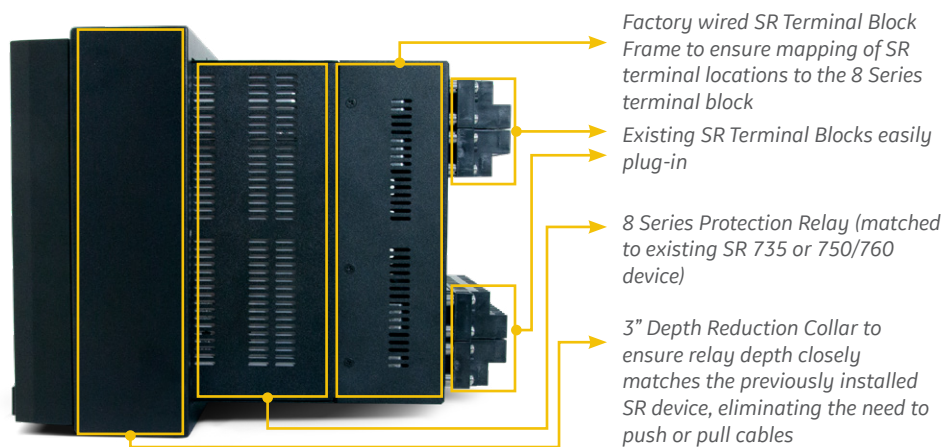 Factory wired SR Terminal Block
Frame to ensure mapping of SR
terminal locations to the 8 Series
terminal block
Existing SR Terminal Blocks easily
plug-in
8 Series Protection Relay (matched
to existing SR 735 or 750/760
device)
3” Depth Reduction Collar to
ensure relay depth closely
matches the previously installed
SR device, eliminating the need to
push or pull cables